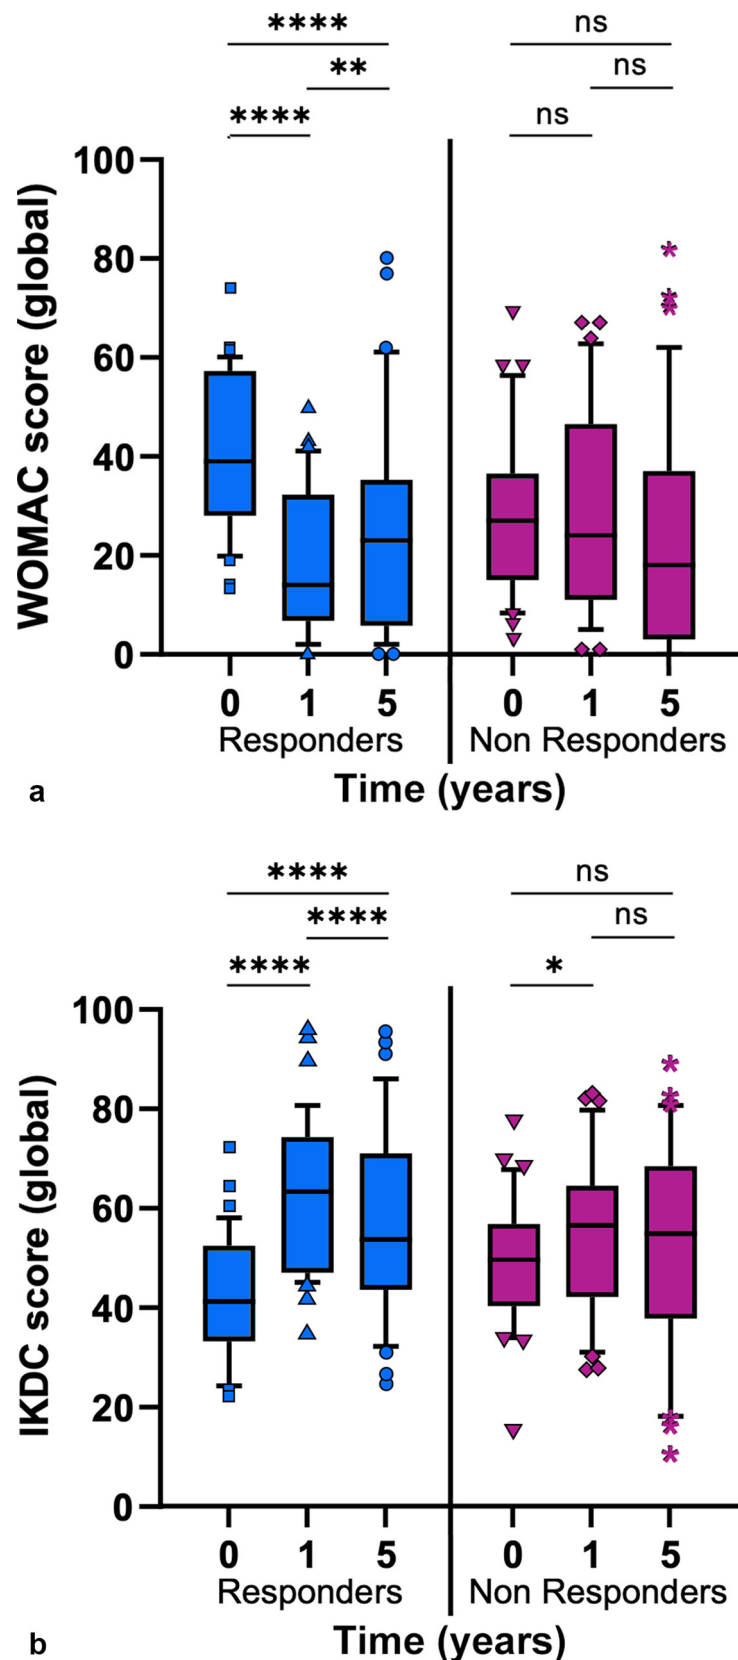 **** ns
** ns
**** ns
100
80
60
40
20
0
WOMAC score (global)
0 1 5 0 1 5
Responders Non Responders
a Time (years)
**** ns
**** ns
**** *
100
80
60
40
20
0
IKDC score (global)
0 1 5 0 1 5
Responders Non Responders
b Time (years)